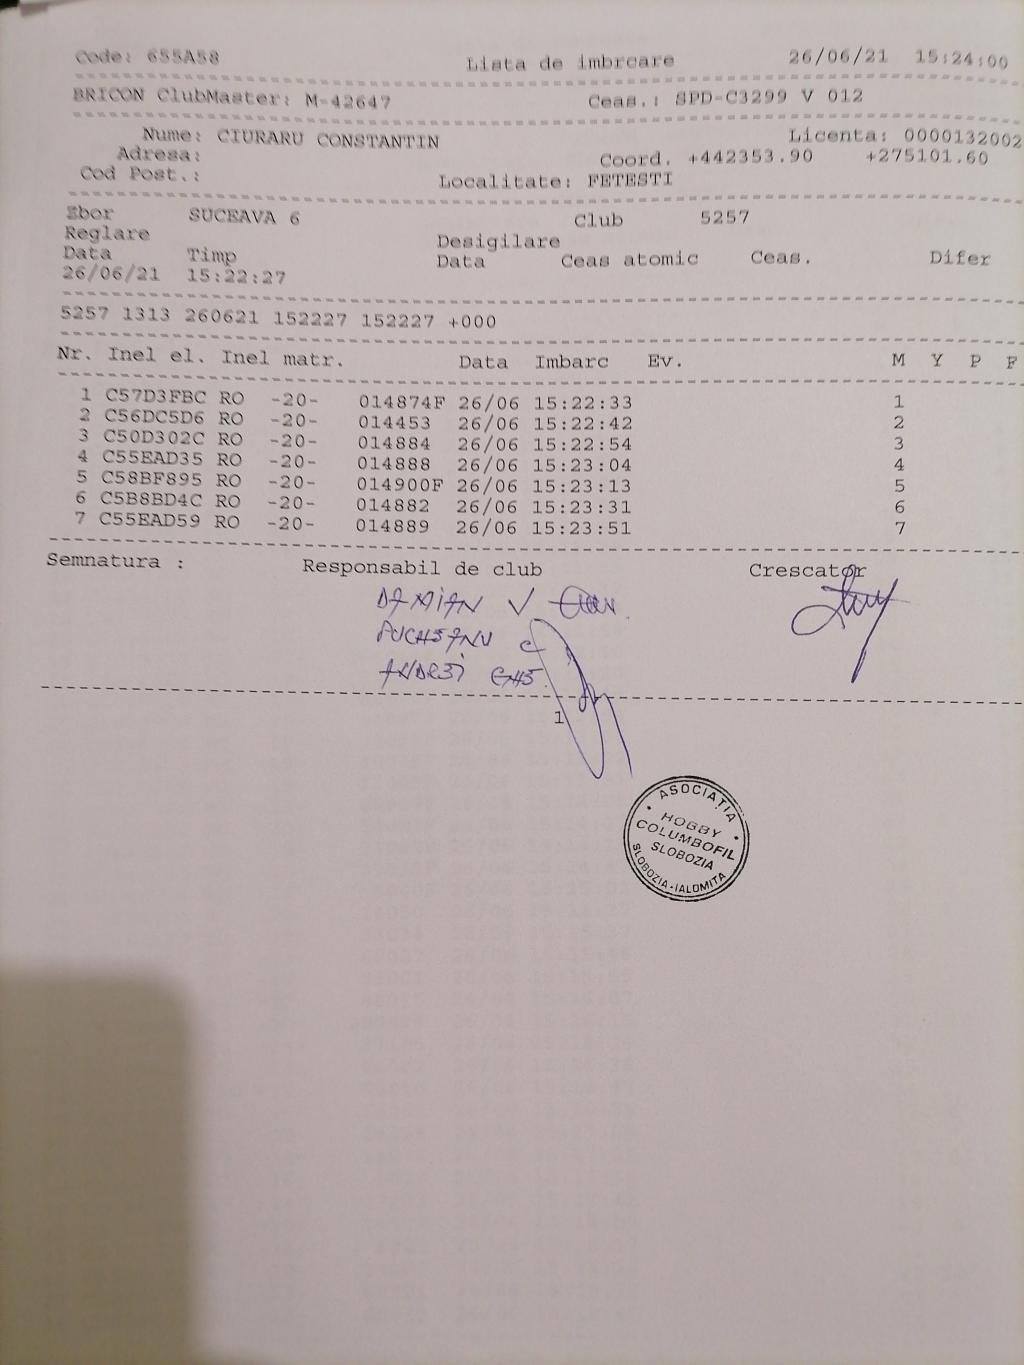 Code: 655A58 Lista de imbrcare 26/06/21 15:24:00
BRICON ClubMaster: M-42647 Ceas.: SPD-C3299 V 012
Nume: CIURARU CONSTANTIN Licenta: 0000132002
Adresa: Coord. +442353.90 +275101.60
Cod Post.: Localitate: FETESTI
Zbor SUCEAVA 6 Club 5257
Reglare Desigilare
Data Timp Data Ceas atomic Ceas. Difer
26/06/21 15:22:27
5257 1313 260621 152227 152227 +000
Nr. Inel el. Inel matr. Data Imbarc Ev. M Y P F
1 C57D3FBC RO -20- 014874F 26/06 15:22:33 1
2 C56DC5D6 RO -20- 014453 26/06 15:22:42 2
3 C50D302C RO -20- 014884 26/06 15:22:54 3
4 C55EAD35 RO -20- 014888 26/06 15:23:04 4
5 C58BF895 RO -20- 014900F 26/06 15:23:13 5
6 C5B8BD4C RO -20- 014882 26/06 15:23:31 6
7 C55EAD59 RO -20- 014889 26/06 15:23:51 7
Semnatura : Responsabil de club Crescator
DAMIAN V
1
ASOCIAȚIA
HOBBY
COLUMBOFIL
SLOBOZIA
SLOBOZIA-IALOMITA